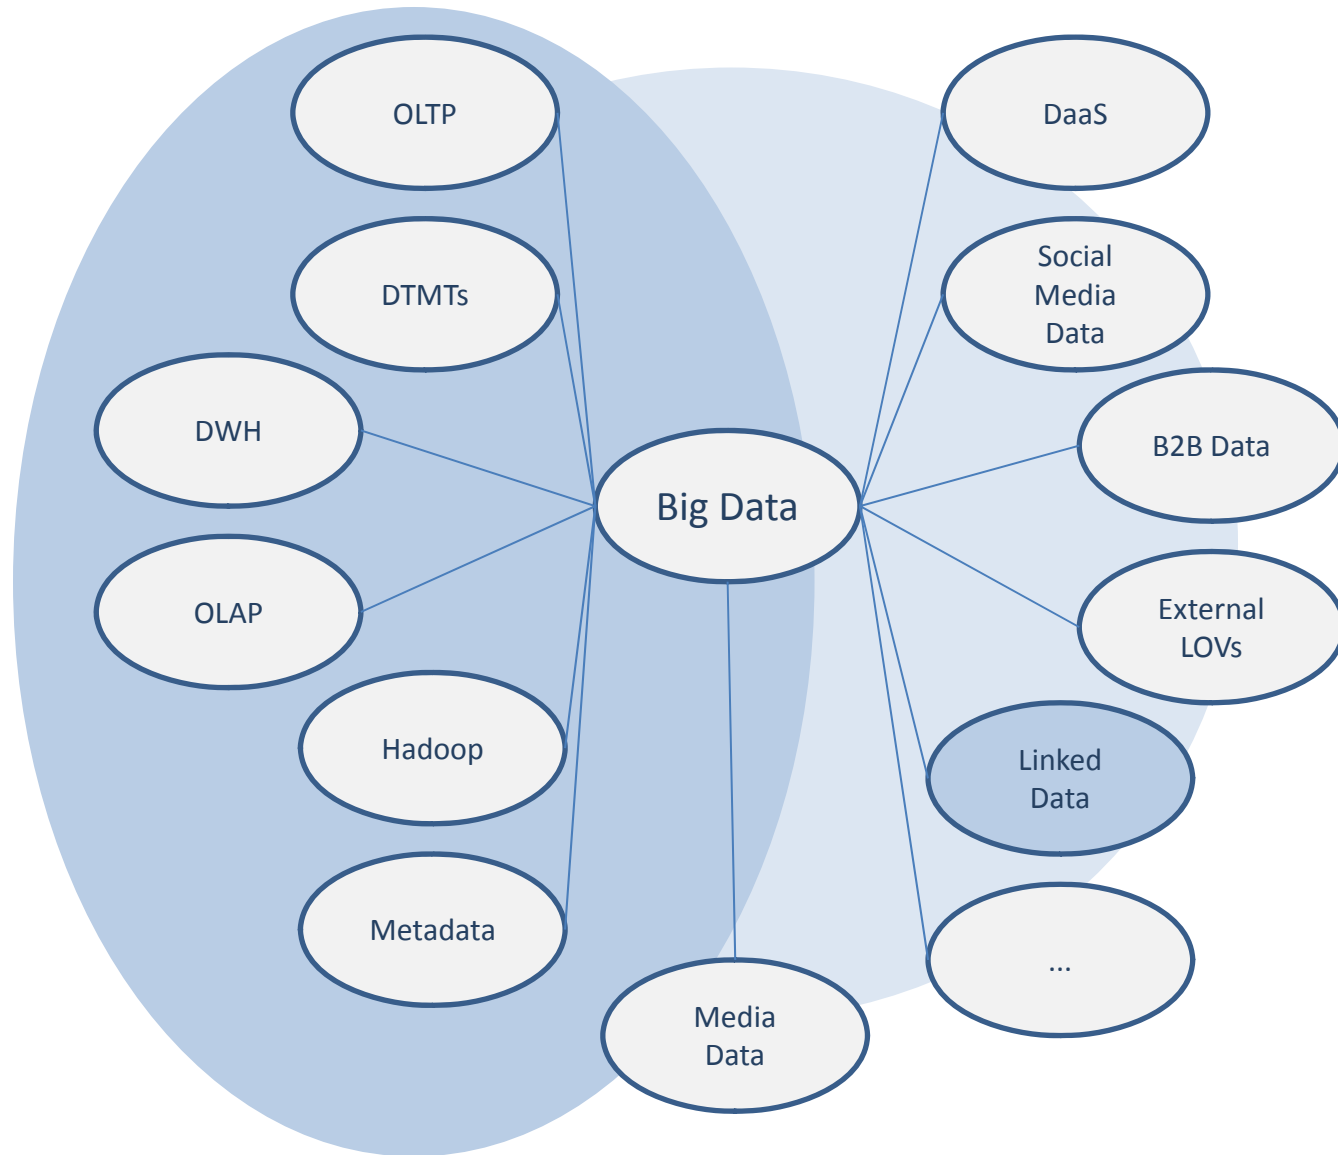 OLTP
DaaS
DTMTs
Social
Media
Data
DWH
B2B Data
Big Data
OLAP
External
LOVs
Hadoop
Linked
Data
Metadata
...
Media
Data